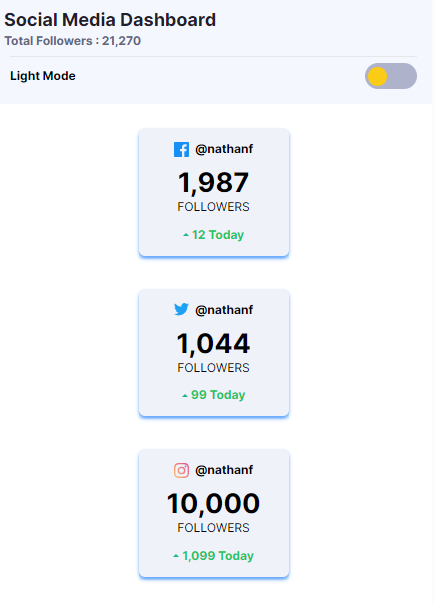 Social Media Dashboard
Total Followers : 21,270
Light Mode
@nathanf
1,987
FOLLOWERS
12 Today
@nathanf
1,044
FOLLOWERS
99 Today
@nathanf
10,000
FOLLOWERS
1,099 Today